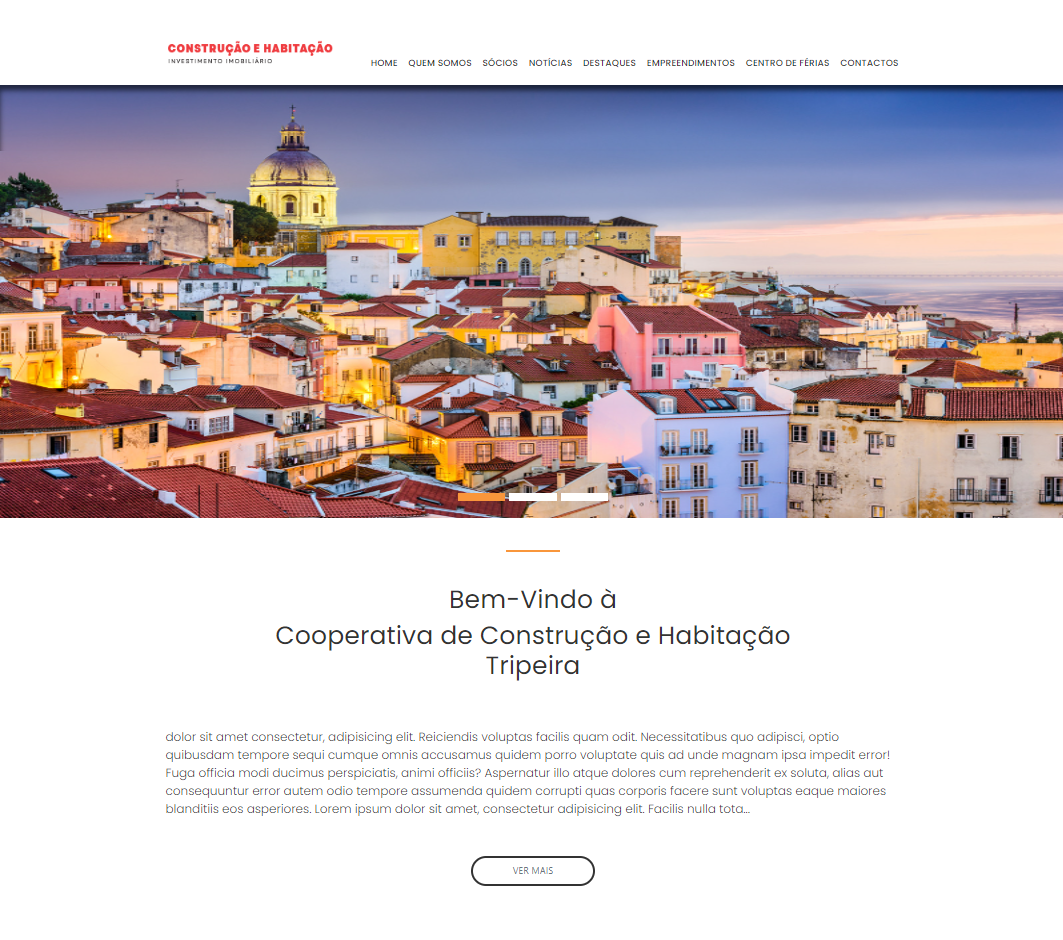 CONSTRUÇÃO E HABITAÇÃO
INVESTIMENTO IMOBILIÁRIO
HOME QUEM SOMOS SÓCIOS NOTÍCIAS DESTAQUES EMPREENDIMENTOS CENTRO DE FÉRIAS CONTACTOS
Bem-Vindo à
Cooperativa de Construção e Habitação
Tripeira
dolor sit amet consectetur, adipisicing elit. Reiciendis voluptas facilis quam odit. Necessitatibus quo adipisci, optio
quibusdam tempore sequi cumque omnis accusamus quidem porro voluptate quis ad unde magnam ipsa impedit error!
Fuga officia modi ducimus perspiciatis, animi officiis? Aspernatur illo atque dolores cum reprehenderit ex soluta, alias aut
consequuntur error autem odio tempore assumenda quidem corrupti quas corporis facere sunt voluptas eaque maiores
blanditiis eos asperiores. Lorem ipsum dolor sit amet, consectetur adipisicing elit. Facilis nulla tota...
VER MAIS